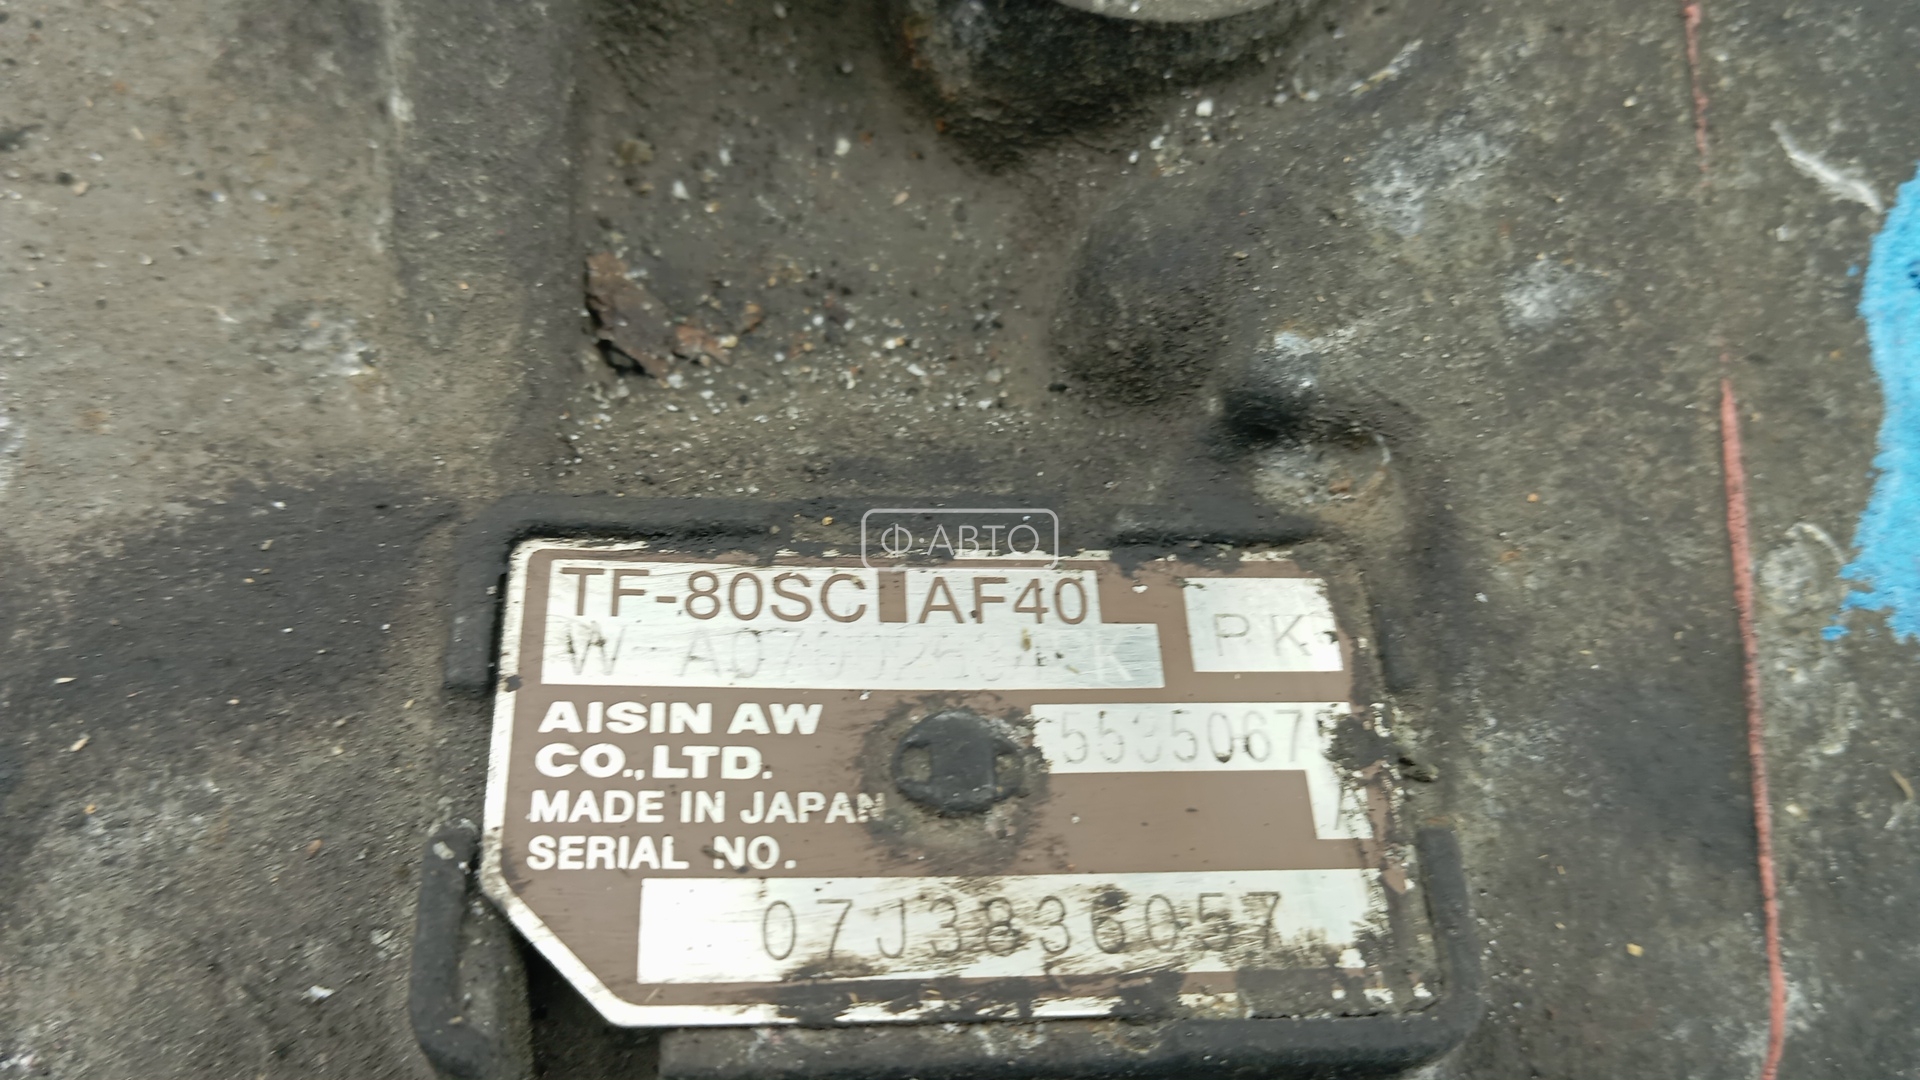 Ф·АВТО
TF-80SC AF40
PK
AISIN AW
CO.,LTD.
MADE IN JAPAN
SERIAL NO.
A
07J3836057